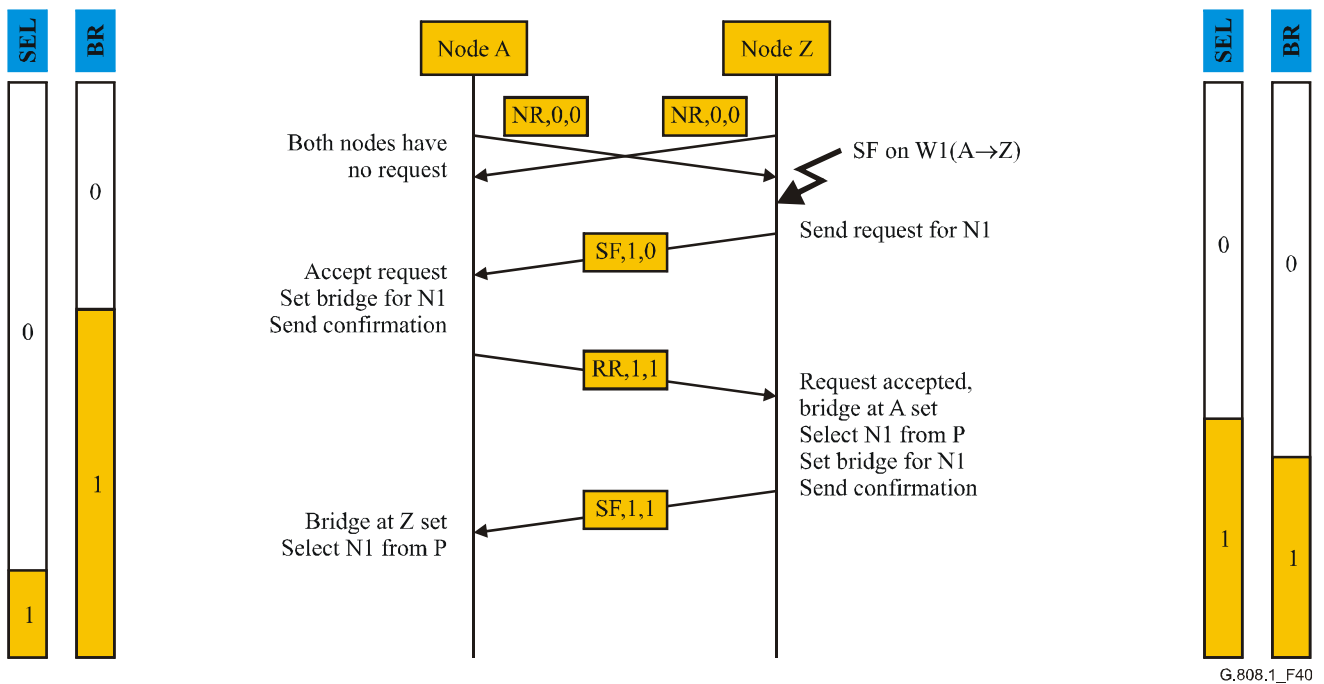 SEL
BR
Node A
Node Z
SEL
BR
NR,0,0
NR,0,0
Both nodes have
no request
SF on W1(A→Z)
0
Send request for N1
0
SF,1,0
0
Accept request
Set bridge for N1
Send confirmation
0
RR,1,1
Request accepted,
bridge at A set
Select N1 from P
Set bridge for N1
Send confirmation
1
SF,1,1
Bridge at Z set
Select N1 from P
1
1
1
G.808.1_F40